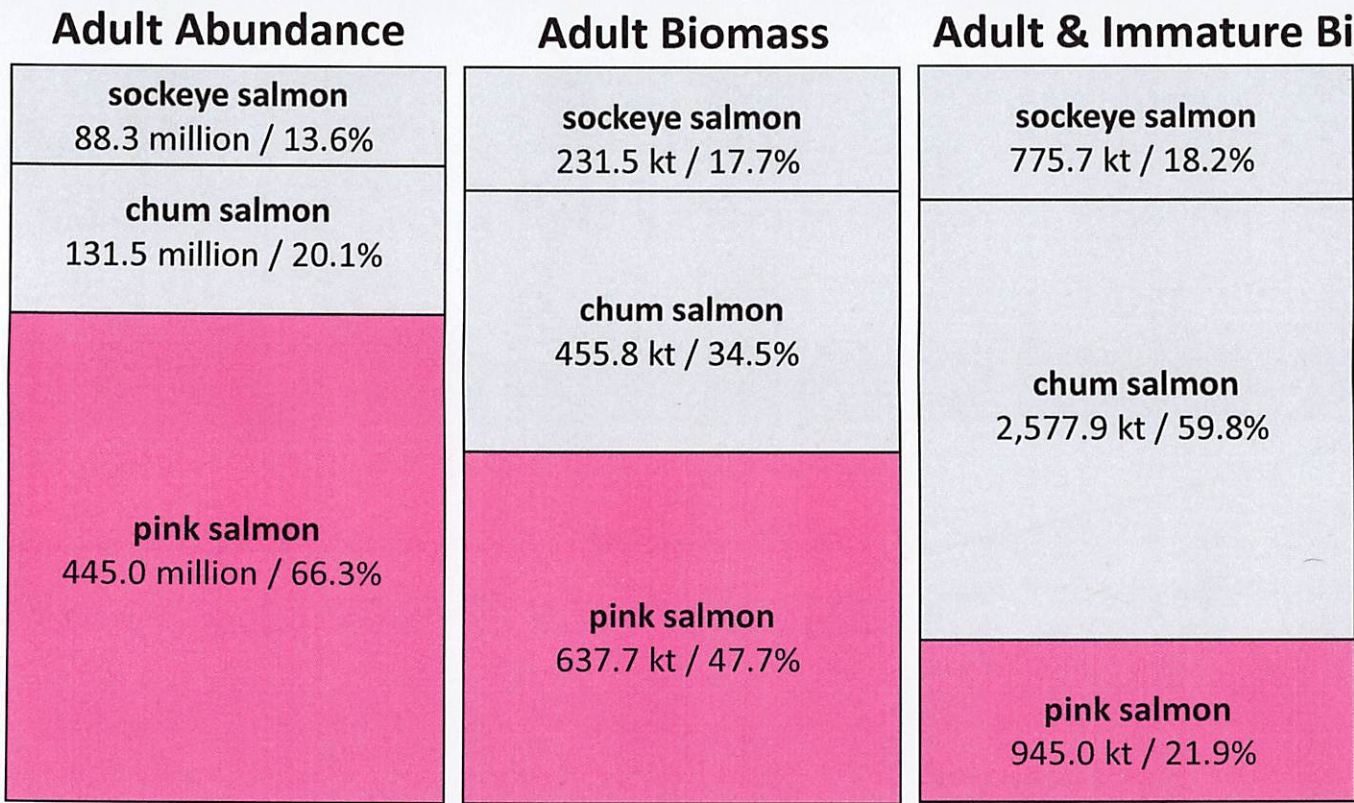 Adult Abundance
sockeye salmon
88.3 million / 13.6%
chum salmon
131.5 million / 20.1%
pink salmon
445.0 million / 66.3%
Adult Biomass
sockeye salmon
231.5 kt / 17.7%
chum salmon
455.8 kt / 34.5%
pink salmon
637.7 kt / 47.7%
Adult & Immature Bi
sockeye salmon
775.7 kt / 18.2%
chum salmon
2,577.9 kt / 59.8%
pink salmon
945.0 kt / 21.9%